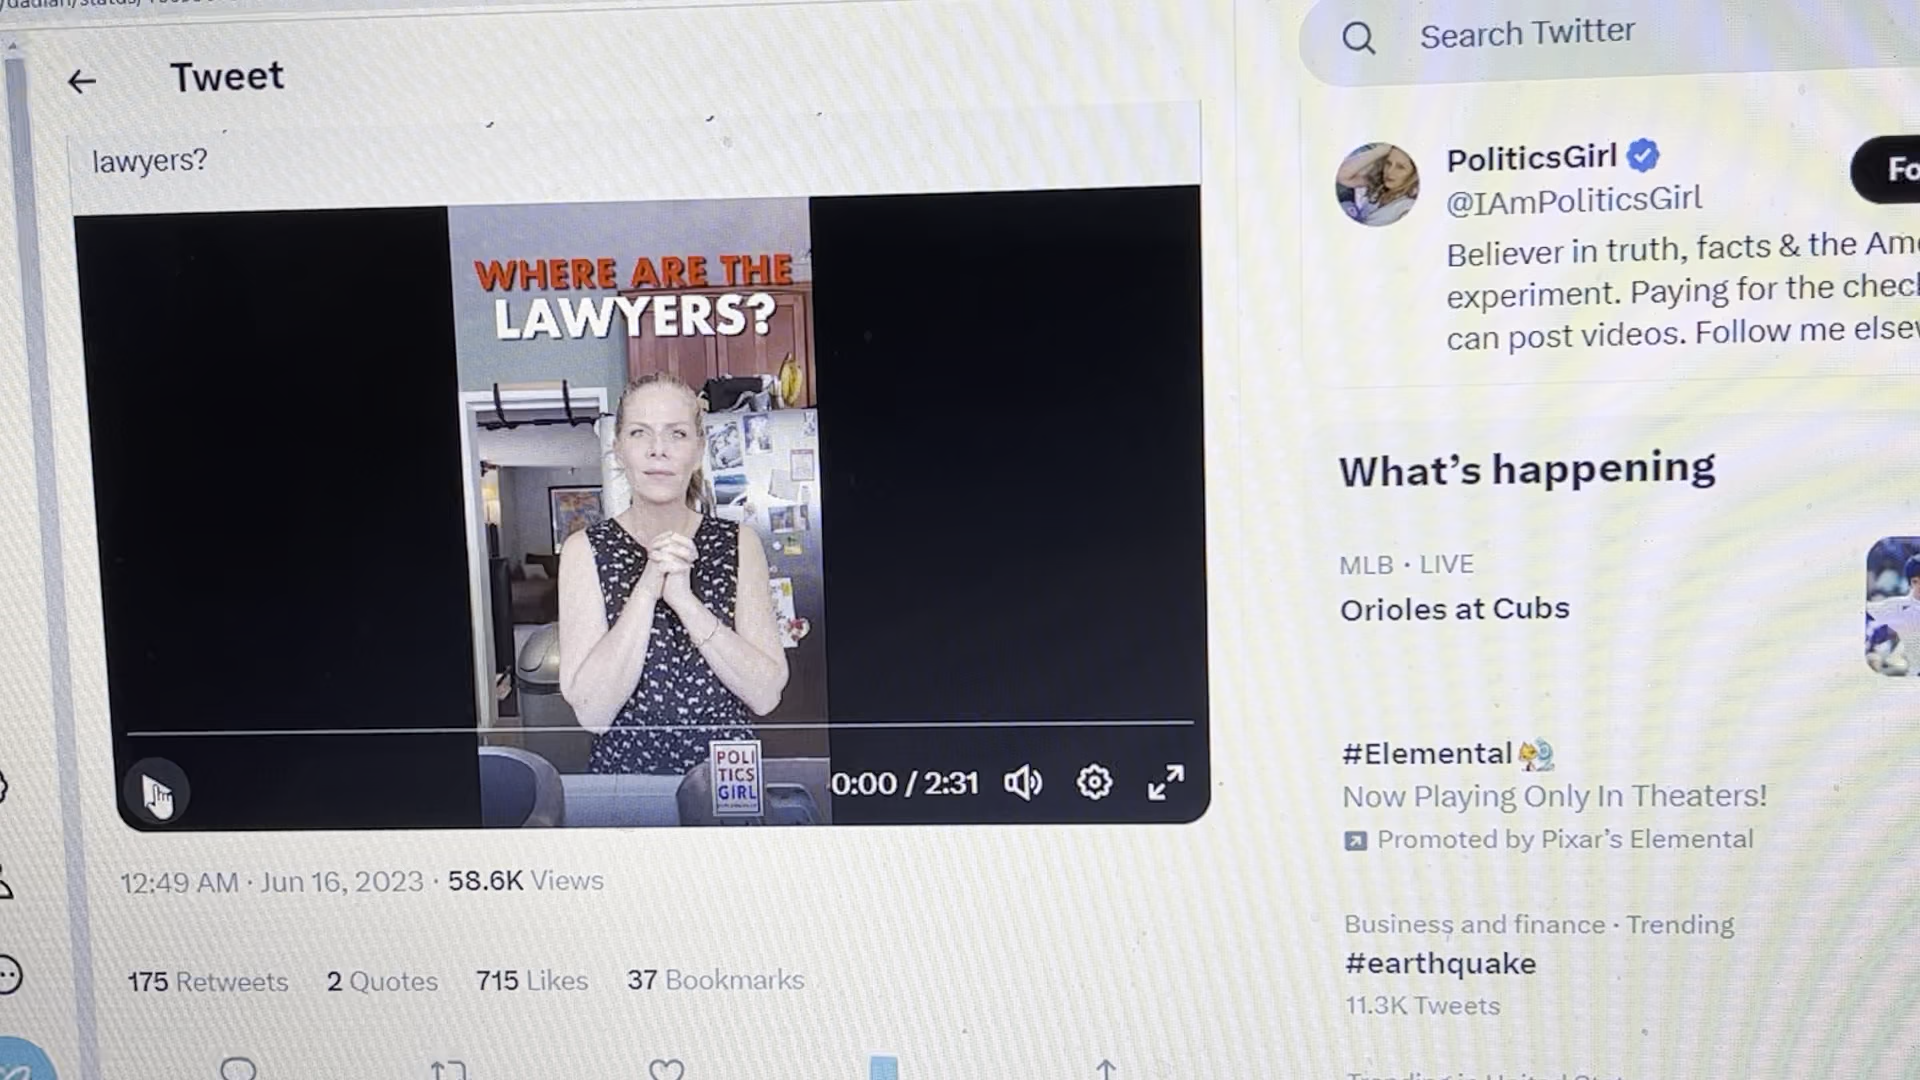 Tweet
lawyers?
WHERE ARE THE
LAWYERS?
POLI
TICS
GIRL
0:00 / 2:31
12:49 AM · Jun 16, 2023 · 58.6K Views
175 Retweets 2 Quotes 715 Likes 37 Bookmarks
Search Twitter
PoliticsGirl
@IAmPoliticsGirl
Fo
Believer in truth, facts & the Am
experiment. Paying for the chec
can post videos. Follow me else
What's happening
MLB · LIVE
Orioles at Cubs
#Elemental
Now Playing Only In Theaters!
Promoted by Pixar's Elemental
Business and finance · Trending
#earthquake
11.3K Tweets